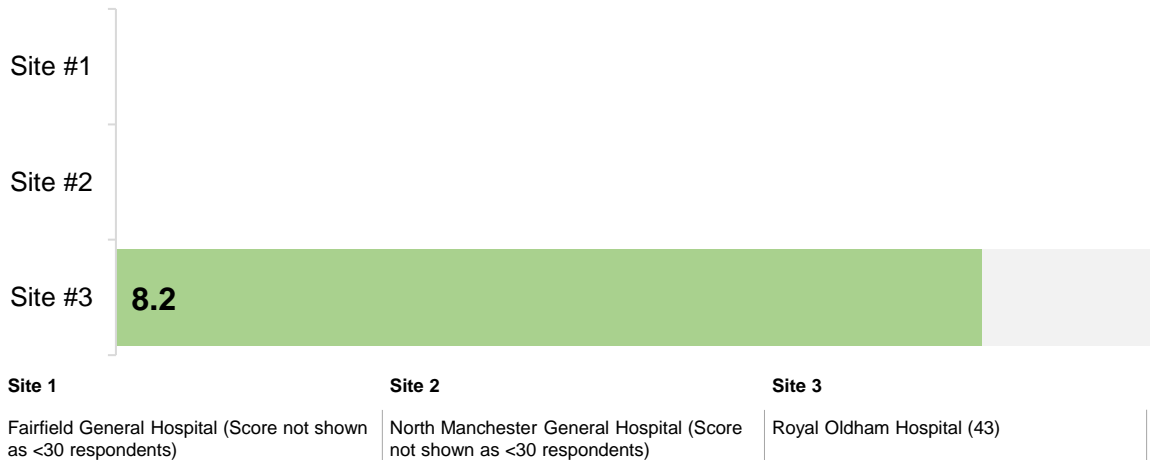 Site #1
Site #2
Site #3
8.2
Site 1
Site 2
Site 3
Fairfield General Hospital (Score not shown
as <30 respondents)
North Manchester General Hospital (Score
not shown as <30 respondents)
Royal Oldham Hospital (43)